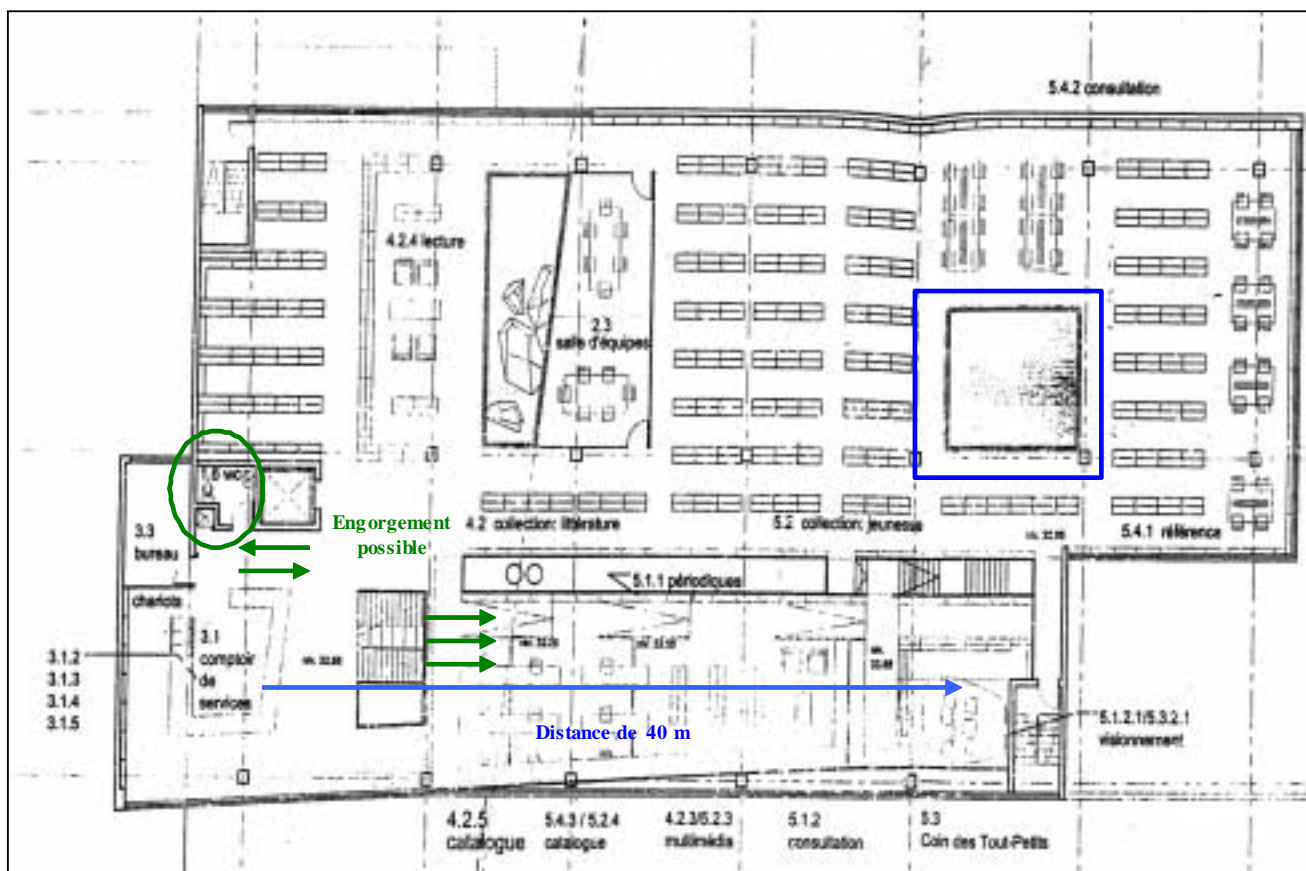 5.4.2 consultation
4.2.4 lecture
2.3
salle d'équipes
1.6 wc
3.3
bureau
Engorgement
possible
4.2 collection: littérature
5.2 collection: jeunesse
niv. 32.88
5.4.1 référence
5.1.1 périodiques
chariots
3.1
comptoir
de
services
3.1.2
3.1.3
3.1.4
3.1.5
Distance de 40 m
5.1.2.1/5.3.2.1
visionnement
4.2.5
catalogue
5.4.3 / 5.2.4
catalogue
4.2.3/5.2.3
multimédia
5.1.2
consultation
5.3
Coin des Tout-Petits